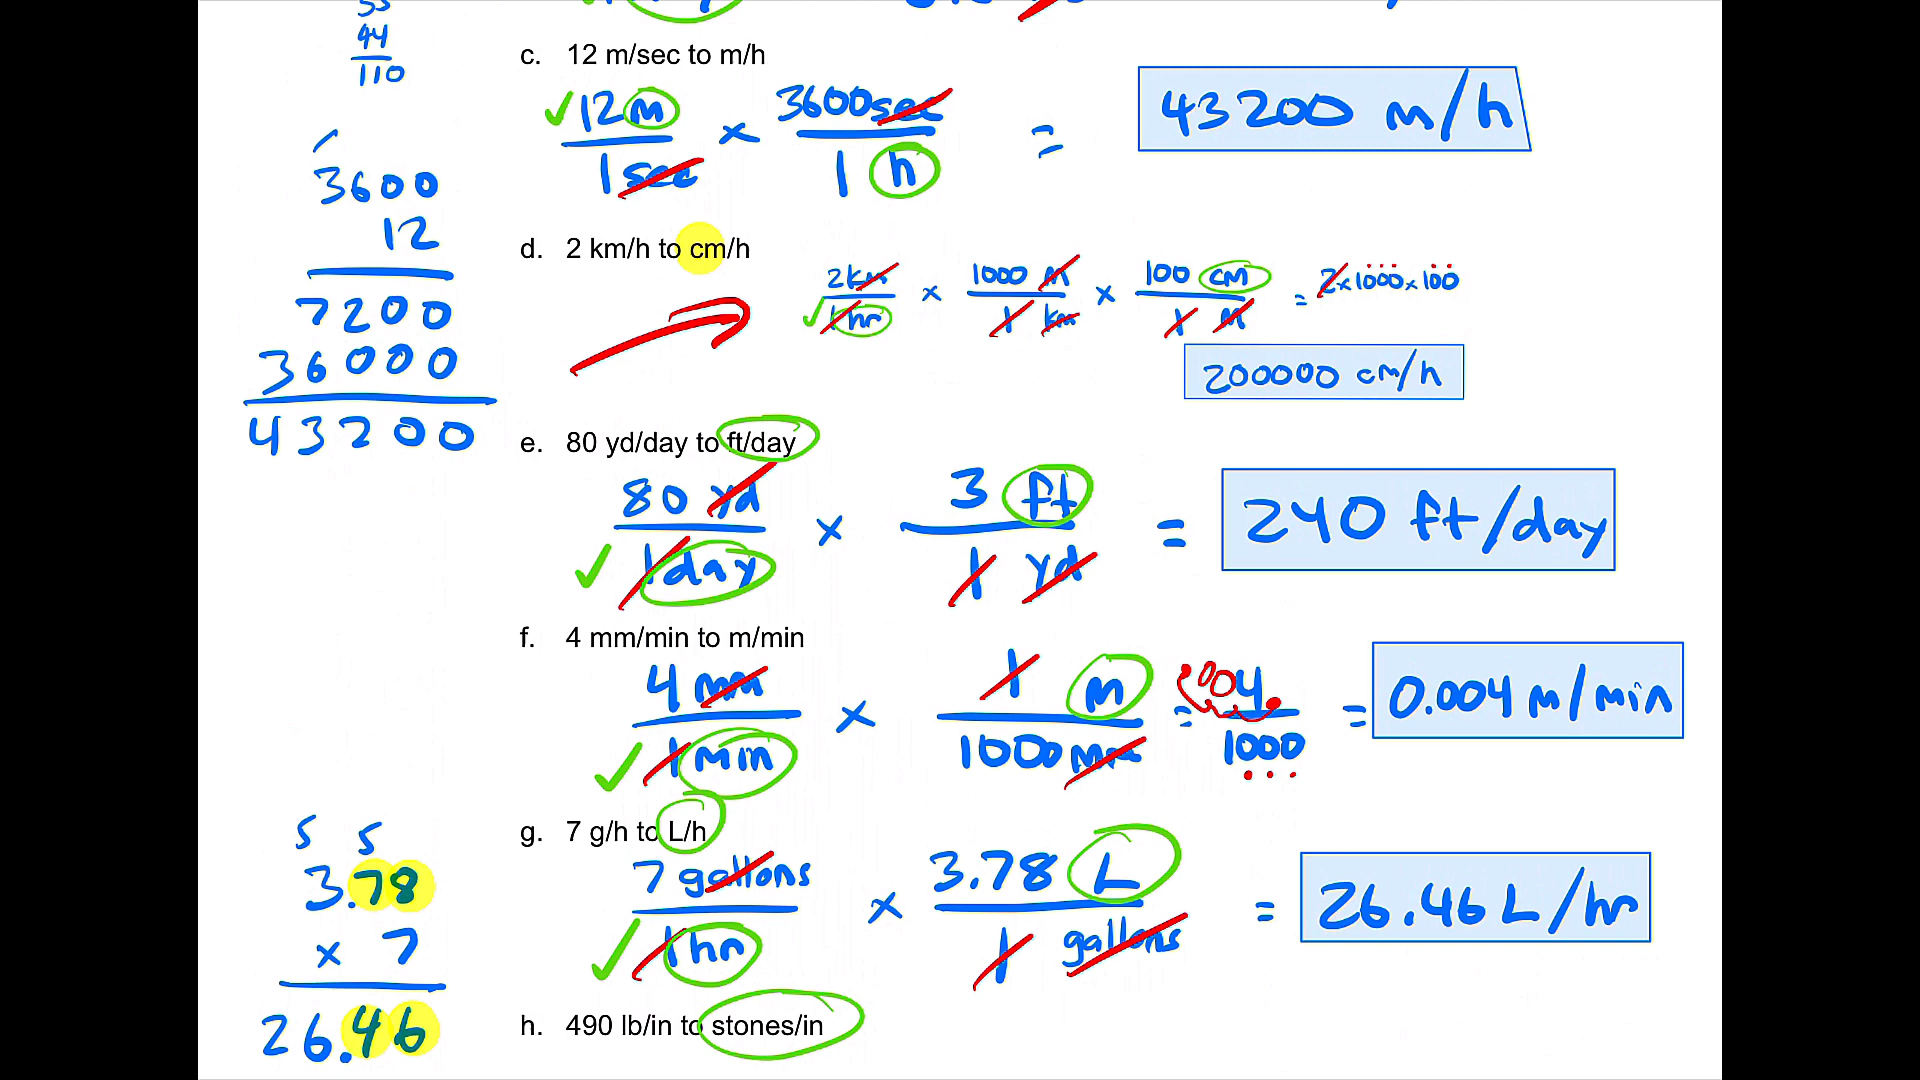 55
44
110
c. 12 m/sec to m/h
12 m / 1 sec × 3600 sec / 1 h = 43200 m/h
3600
12
7200
36000
43200
d. 2 km/h to cm/h
2 km / 1 hr × 1000 m / 1 km × 100 cm / 1 m = 2×1000×100
200000 cm/h
e. 80 yd/day to ft/day
80 yd / 1 day × 3 ft / 1 yd = 240 ft/day
f. 4 mm/min to m/min
4 mm / 1 min × 1 m / 1000 mm = 004. / 1000 = 0.004 m/min
g. 7 g/h to L/h
7 gallons / 1 hr × 3.78 L / 1 gallons = 26.46 L/hr
5 5
3.78
× 7
26.46
h. 490 lb/in to stones/in